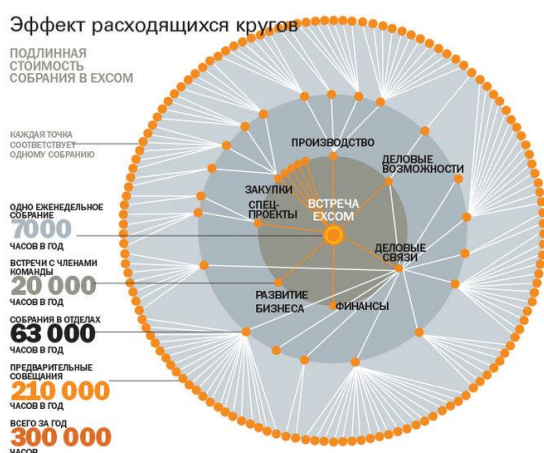 Эффект расходящихся кругов
ПОДЛИННАЯ
СТОИМОСТЬ
СОБРАНИЯ В EXCOM
КАЖДАЯ ТОЧКА
СООТВЕТСТВУЕТ
ОДНОМУ СОБРАНИЮ
ОДНО ЕЖЕНЕДЕЛЬНОЕ
СОБРАНИЕ
7000
ЧАСОВ В ГОД
ВСТРЕЧИ С ЧЛЕНАМИ
КОМАНДЫ
20 000
ЧАСОВ В ГОД
СОБРАНИЯ В ОТДЕЛАХ
63 000
ЧАСОВ В ГОД
ПРЕДВАРИТЕЛЬНЫЕ
СОВЕЩАНИЯ
210 000
ЧАСОВ В ГОД
ВСЕГО ЗА ГОД
300 000
ЧАСОВ
ПРОИЗВОДСТВО
ДЕЛОВЫЕ
ВОЗМОЖНОСТИ
ЗАКУПКИ
СПЕЦ-
ПРОЕКТЫ
ВСТРЕЧА
EXCOM
ДЕЛОВЫЕ
СВЯЗИ
РАЗВИТИЕ
БИЗНЕСА
ФИНАНСЫ